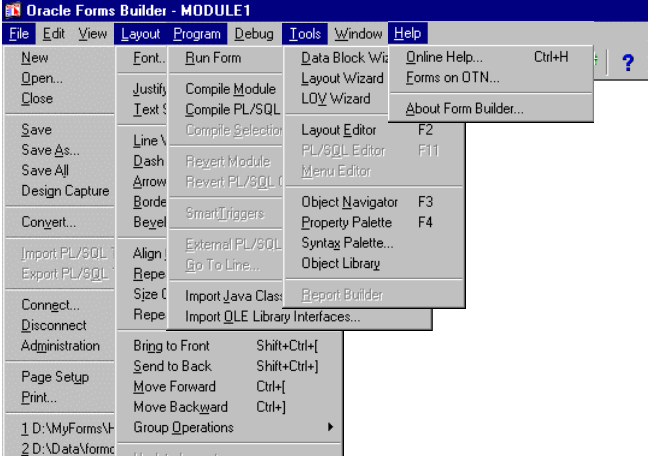 Oracle Forms Builder - MODULE1
File Edit View Layout Program Debug Tools Window Help
New
Open...
Close
Save
Save As...
Save All
Design Capture
Convert...
Import PL/SQL
Export PL/SQL
Connect...
Disconnect
Administration
Page Setup
Print...
1 D:\MyForms\H
2 D:\Data\formc
Font..
Justify
Text
Line
Dash
Arrow
Borde
Bevel
Align
Repe
Size
Repe
Bring to Front Shift+Ctrl+[
Send to Back Shift+Ctrl+]
Move Forward Ctrl+[
Move Backward Ctrl+]
Group Operations
Run Form
Compile Module
Compile PL/SQL
Compile Selection
Revert Module
Revert PL/SQL
SmartTriggers
External PL/SQL
Go To Line...
Import Java Class
Import OLE Library Interfaces...
Data Block Wiz
Layout Wizard
LOV Wizard
Layout Editor F2
PL/SQL Editor F11
Menu Editor
Object Navigator F3
Property Palette F4
Syntax Palette...
Object Library
Report Builder
Online Help... Ctrl+H
Forms on OTN...
About Form Builder...
?